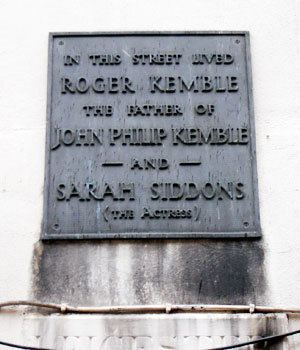 IN THIS STREET LIVED
ROGER KEMBLE
THE FATHER OF
JOHN PHILIP KEMBLE
— AND —
SARAH SIDDONS
(THE ACTRESS)